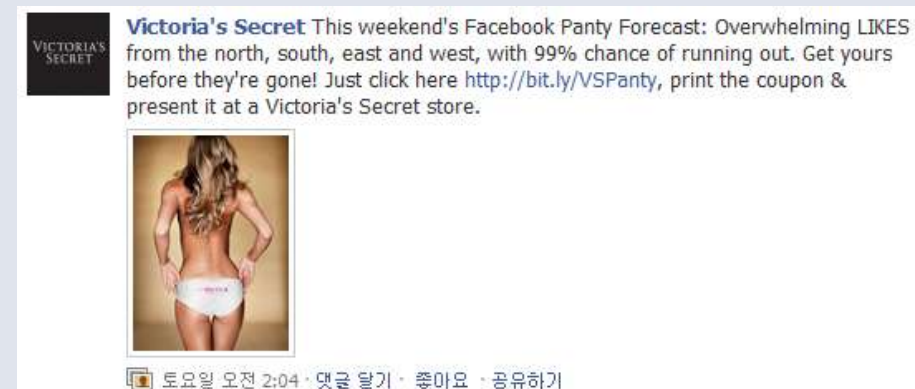 VICTORIA'S
SECRET
Victoria's Secret This weekend's Facebook Panty Forecast: Overwhelming LIKES
from the north, south, east and west, with 99% chance of running out. Get yours
before they're gone! Just click here http://bit.ly/VSPanty, print the coupon &
present it at a Victoria's Secret store.
토요일 오전 2:04 · 댓글 달기 · 좋아요 · 공유하기